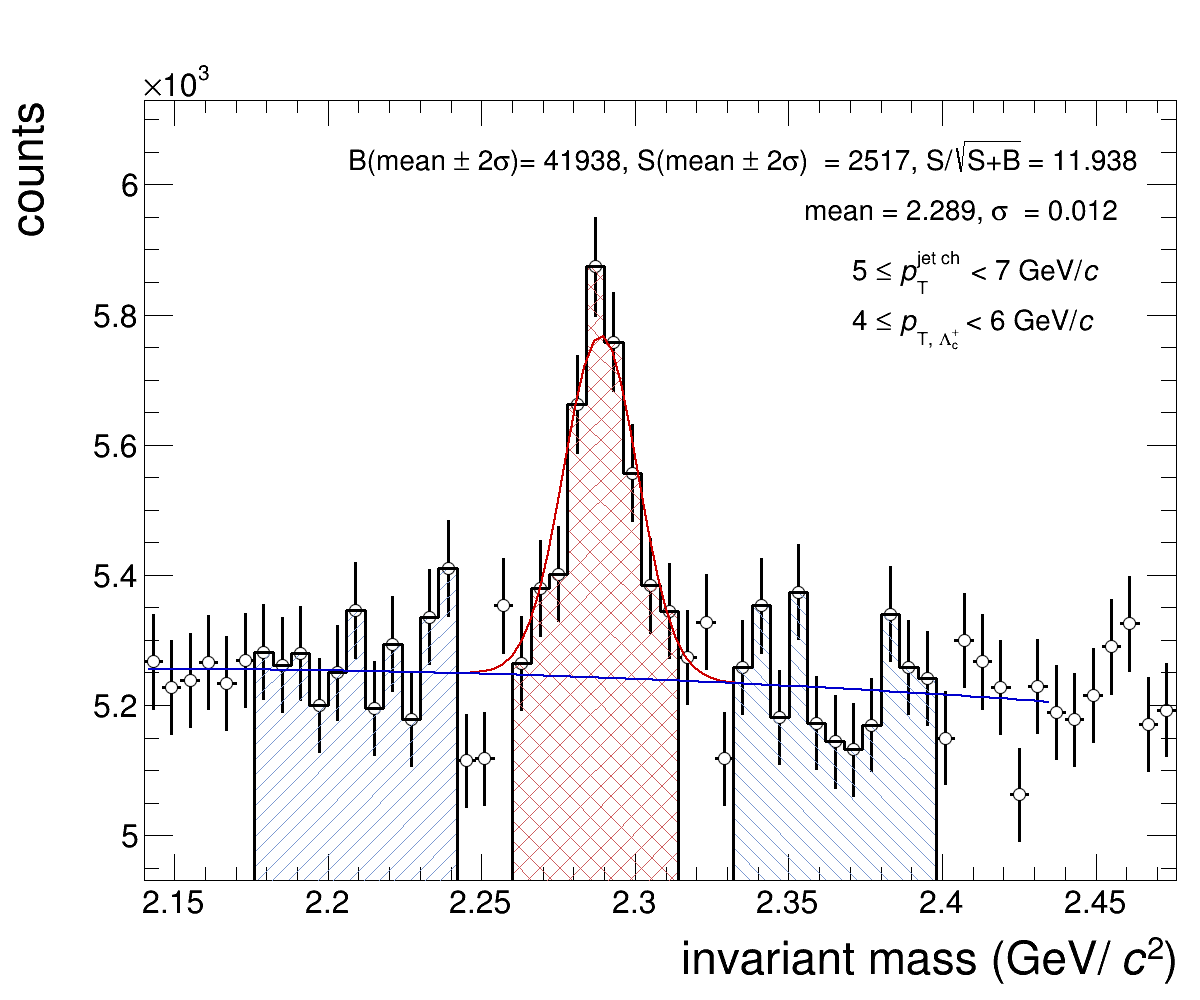 ×10³
counts
B(mean ± 2σ)= 41938, S(mean ± 2σ) = 2517, S/√S+B = 11.938
mean = 2.289, σ = 0.012
5 ≤ p_T^jet ch < 7 GeV/c
4 ≤ p_T, Λ_c^+ < 6 GeV/c
6
5.8
5.6
5.4
5.2
5
2.15 2.2 2.25 2.3 2.35 2.4 2.45
invariant mass (GeV/ c²)